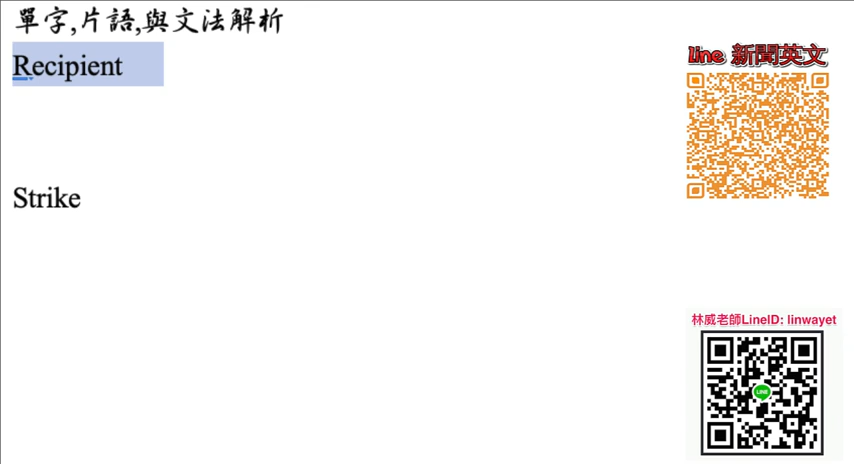 單字,片語,與文法解析
Recipient
Strike
line 新聞英文
林威老師LineID: linwayet
LINE